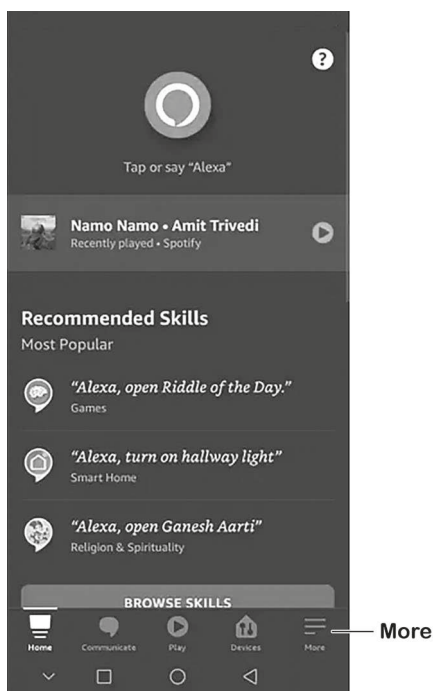 ?
Tap or say “Alexa”
Namo Namo • Amit Trivedi
Recently played • Spotify
Recommended Skills
Most Popular
“Alexa, open Riddle of the Day.”
Games
“Alexa, turn on hallway light”
Smart Home
“Alexa, open Ganesh Aarti”
Religion & Spirituality
BROWSE SKILLS
Home Communicate Play Devices More
More